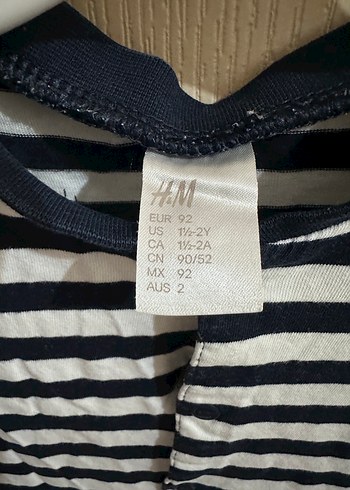 H&M
EUR 92
US 1½-2Y
CA 1½-2A
CN 90/52
MX 92
AUS 2